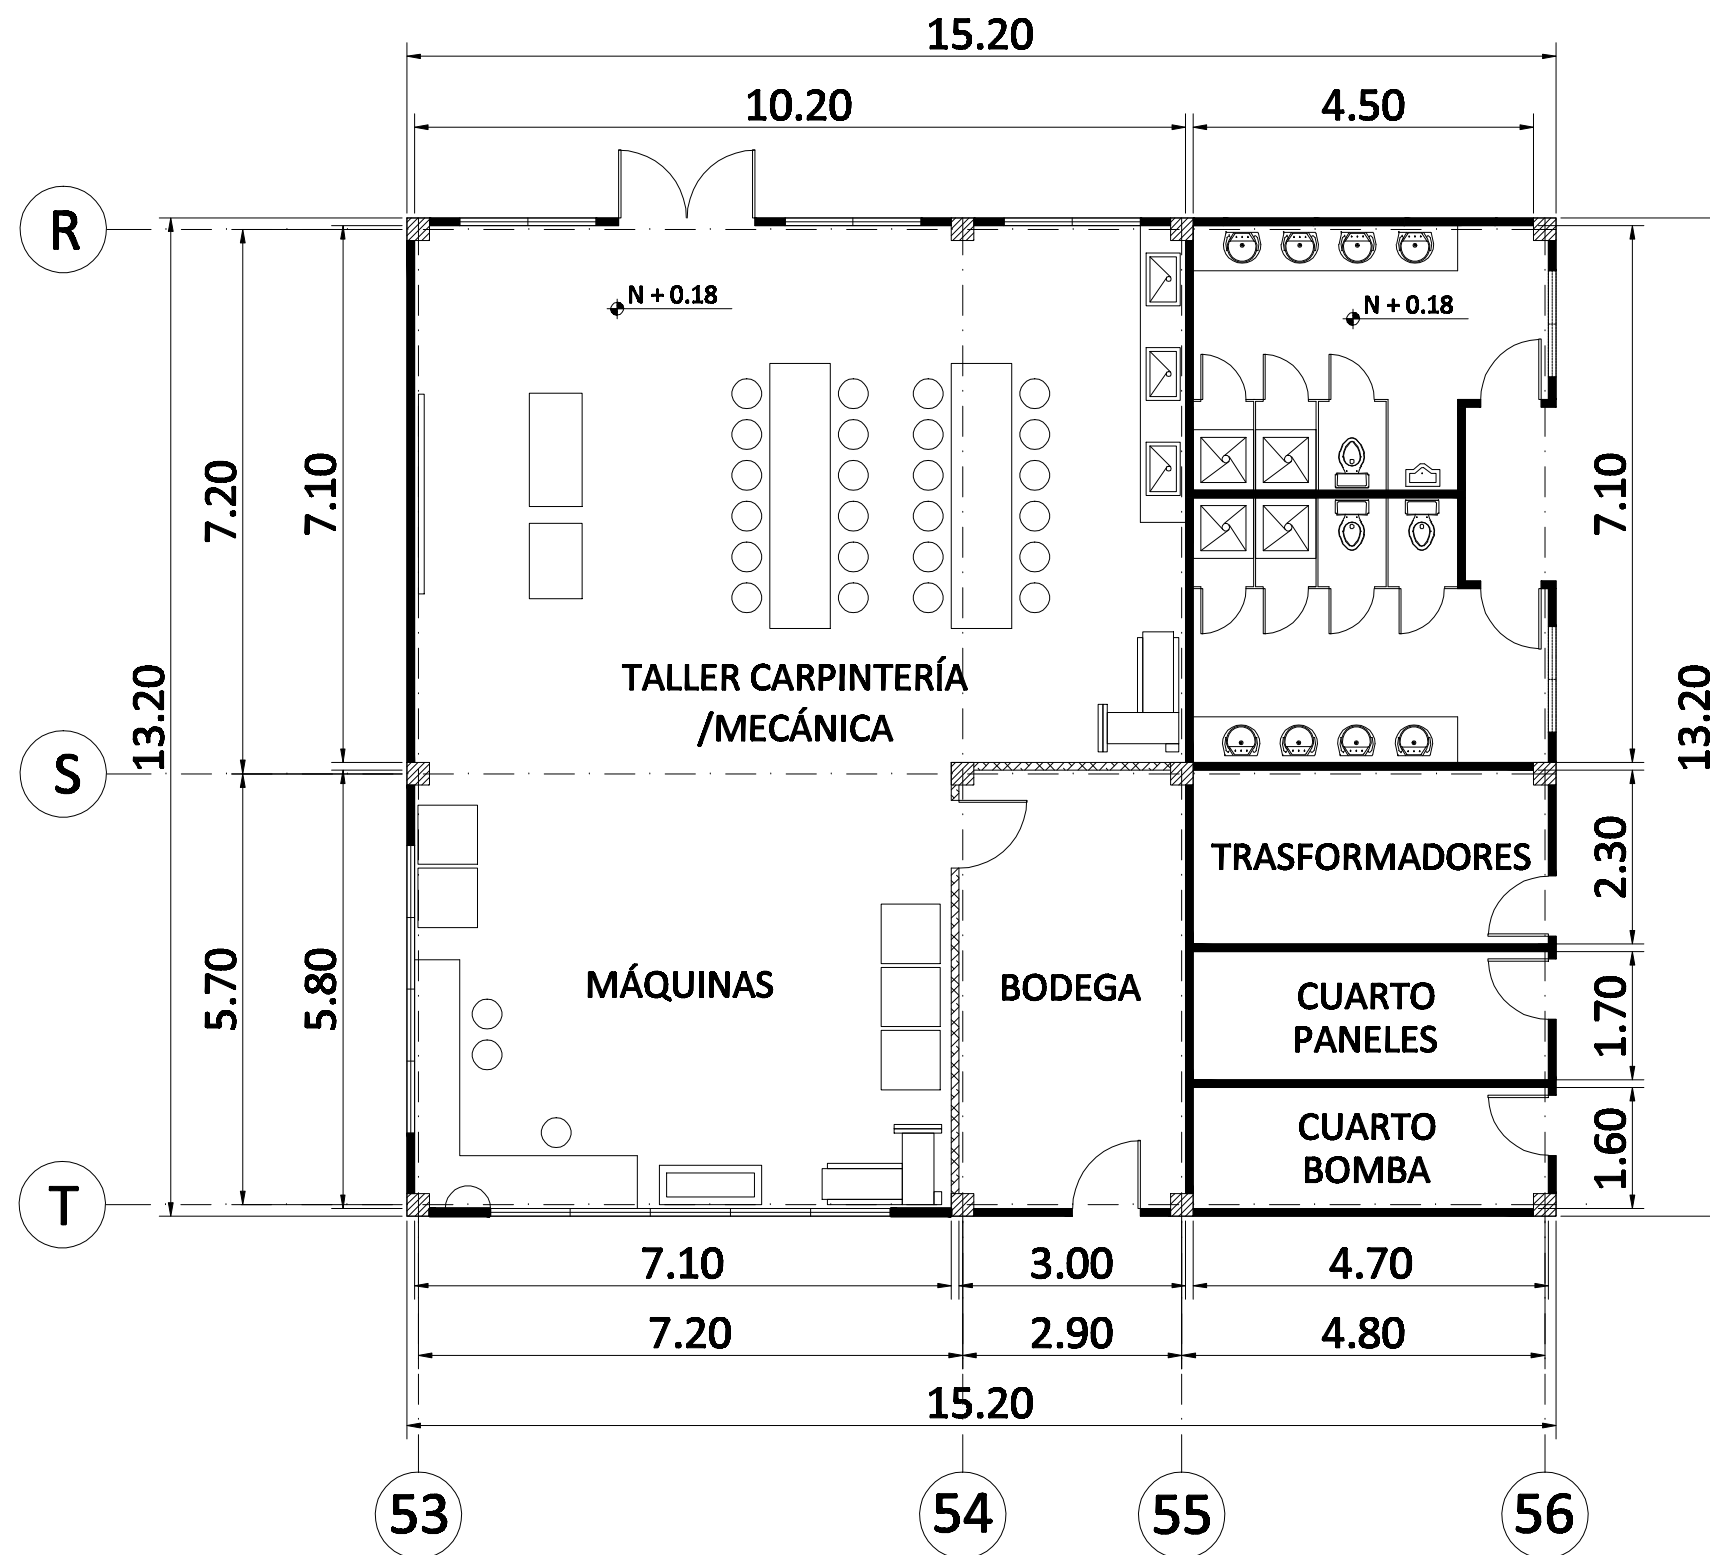 15.20
10.20
4.50
R
N + 0.18
N + 0.18
7.20
7.10
7.10
13.20
13.20
TALLER CARPINTERÍA
/MECÁNICA
S
TRASFORMADORES
2.30
5.70
5.80
MÁQUINAS
BODEGA
CUARTO
PANELES
1.70
CUARTO
BOMBA
1.60
T
7.10
3.00
4.70
7.20
2.90
4.80
15.20
53
54
55
56